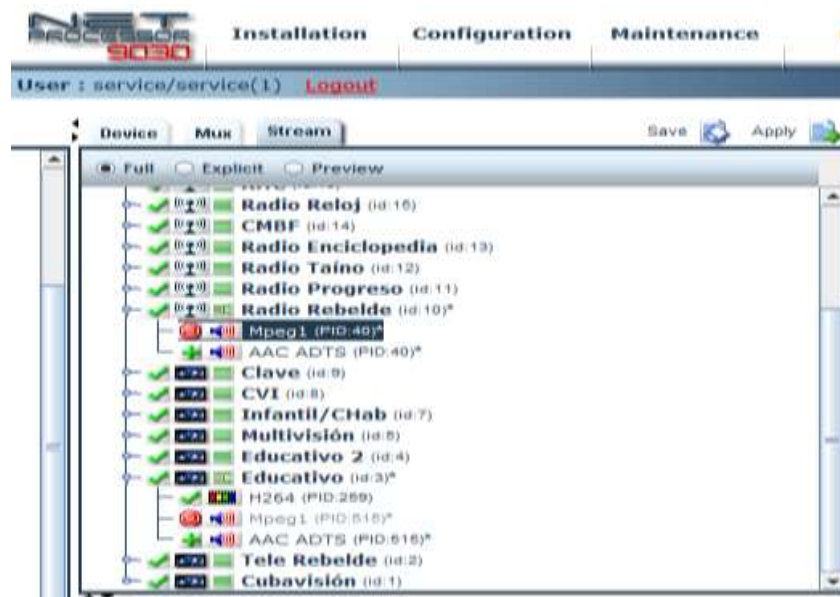 NET
PROCESSOR
9030
Installation Configuration Maintenance
User : service/service(1) Logout
Device Mux Stream Save Apply
Full Explicit Preview
Radio Reloj (id:15)
CMBF (id:14)
Radio Enciclopedia (id:13)
Radio Taíno (id:12)
Radio Progreso (id:11)
Radio Rebelde (id:10)*
Mpeg1 (PID:40)*
AAC ADTS (PID:40)*
Clave (id:9)
CVI (id:8)
Infantil/CHab (id:7)
Multivisión (id:5)
Educativo 2 (id:4)
Educativo (id:3)*
H264 (PID:259)
Mpeg1 (PID:515)*
AAC ADTS (PID:515)*
Tele Rebelde (id:2)
Cubavisión (id:1)